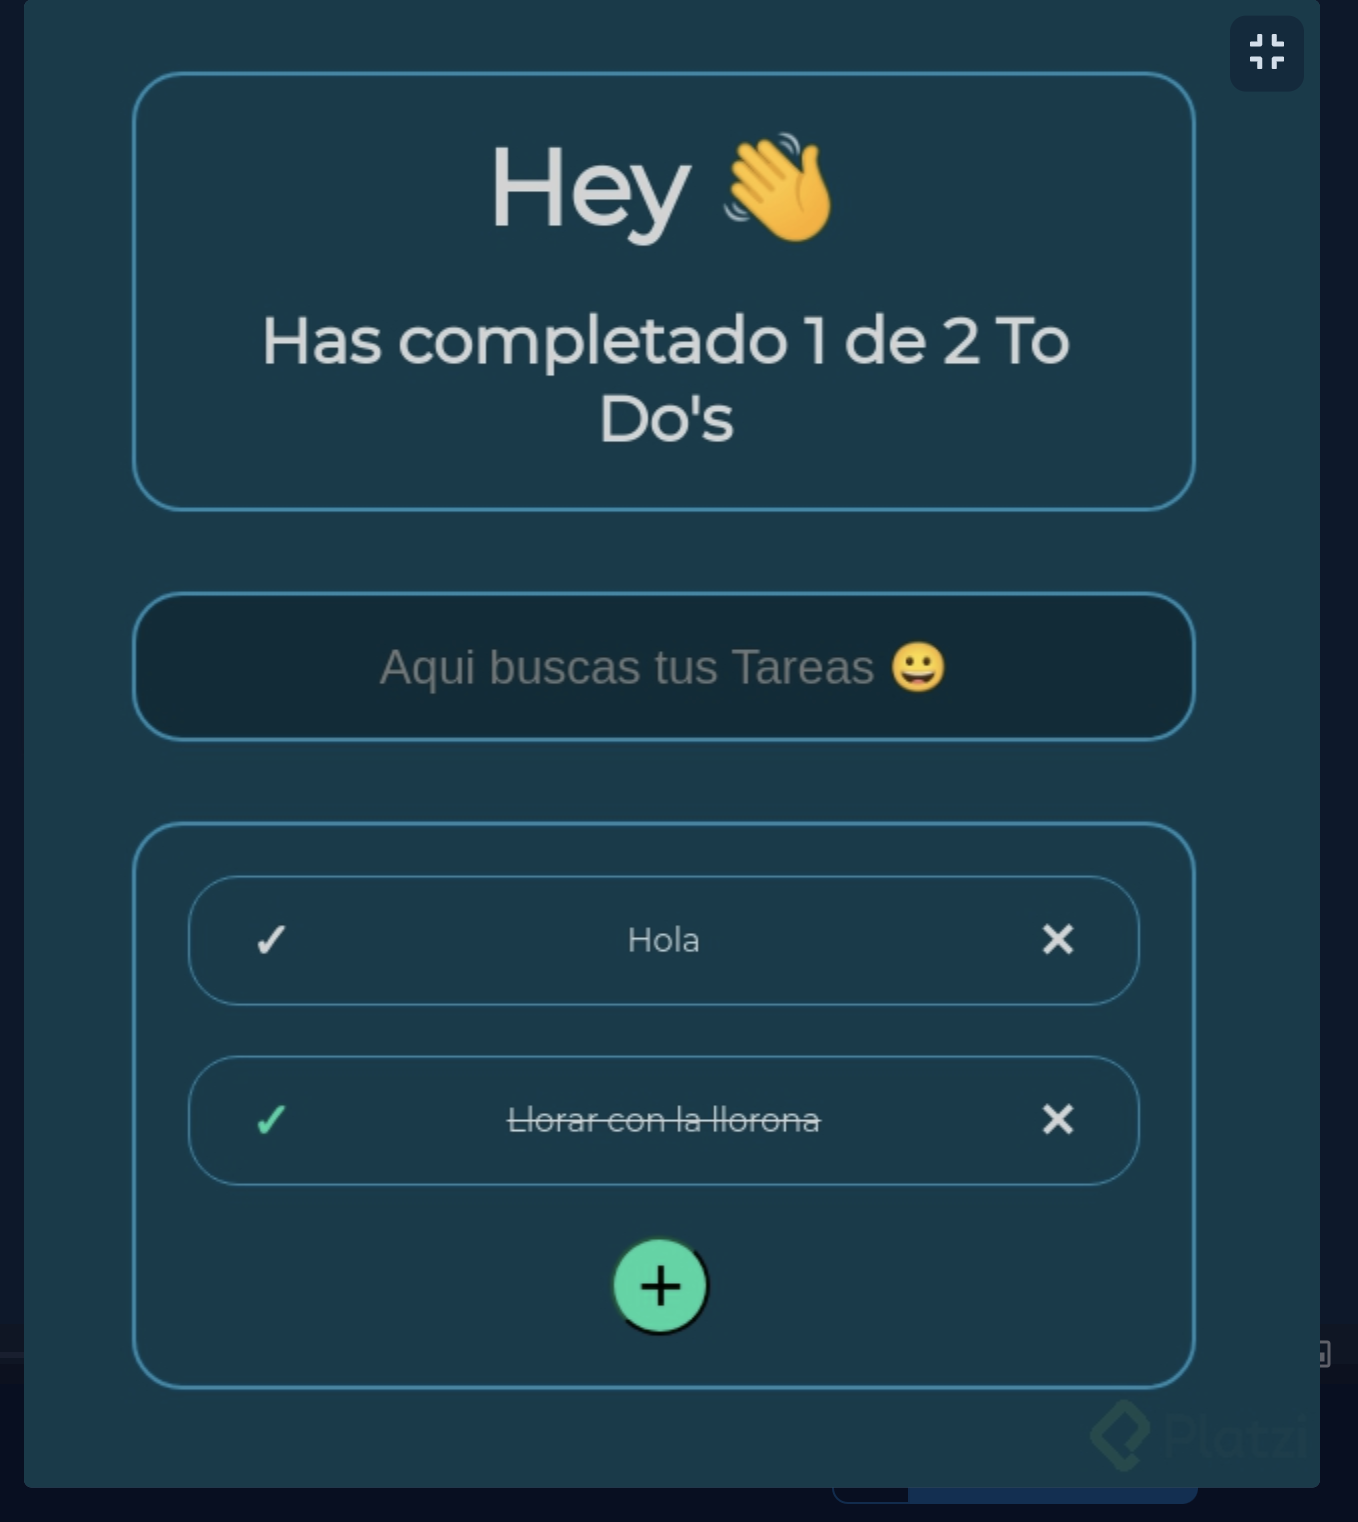 Hey 👋
Has completado 1 de 2 To
Do's
Aqui buscas tus Tareas 😀
✓ Hola ✕
✓ Llorar con la llorona ✕
+
Platzi